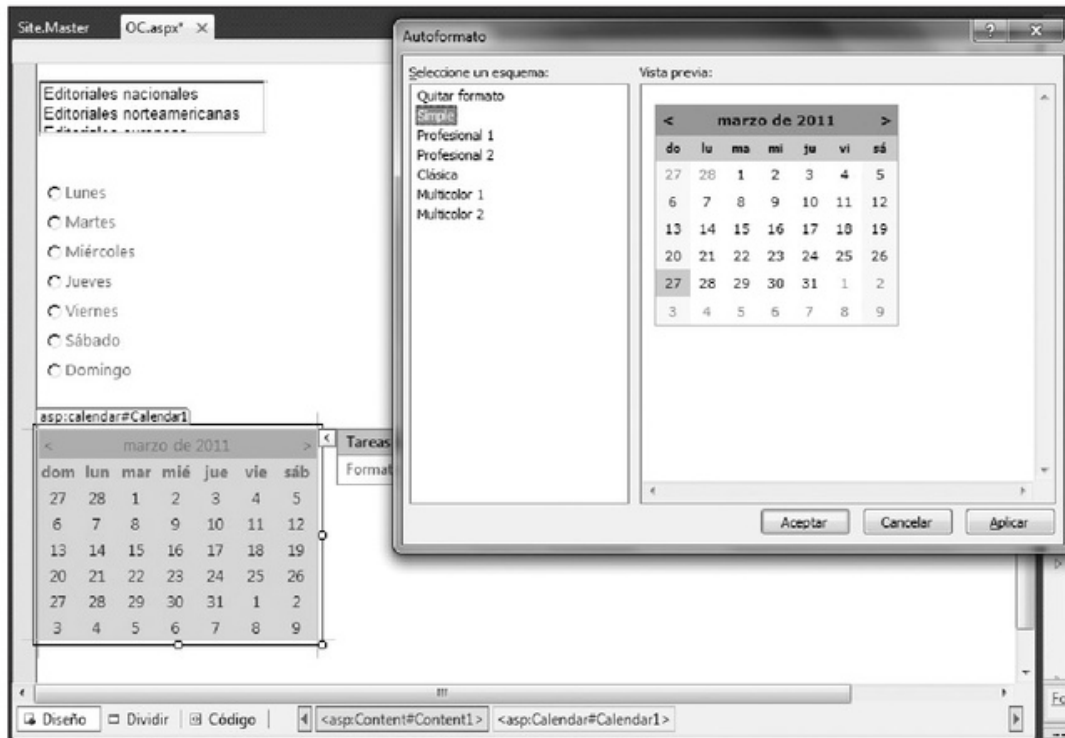 Site.Master OC.aspx*
Editoriales nacionales
Editoriales norteamericanas
Editoriales europeas
Lunes
Martes
Miércoles
Jueves
Viernes
Sábado
Domingo
asp:calendar#Calendar1
< marzo de 2011 >
dom lun mar mié jue vie sáb
27 28 1 2 3 4 5
6 7 8 9 10 11 12
13 14 15 16 17 18 19
20 21 22 23 24 25 26
27 28 29 30 31 1 2
3 4 5 6 7 8 9
Tareas
Format
Autoformato
Seleccione un esquema:
Quitar formato
Simple
Profesional 1
Profesional 2
Clásica
Multicolor 1
Multicolor 2
Vista previa:
< marzo de 2011 >
do lu ma mi ju vi sá
27 28 1 2 3 4 5
6 7 8 9 10 11 12
13 14 15 16 17 18 19
20 21 22 23 24 25 26
27 28 29 30 31 1 2
3 4 5 6 7 8 9
Aceptar Cancelar Aplicar
Diseño Dividir Código <asp:Content#Content1> <asp:Calendar#Calendar1>